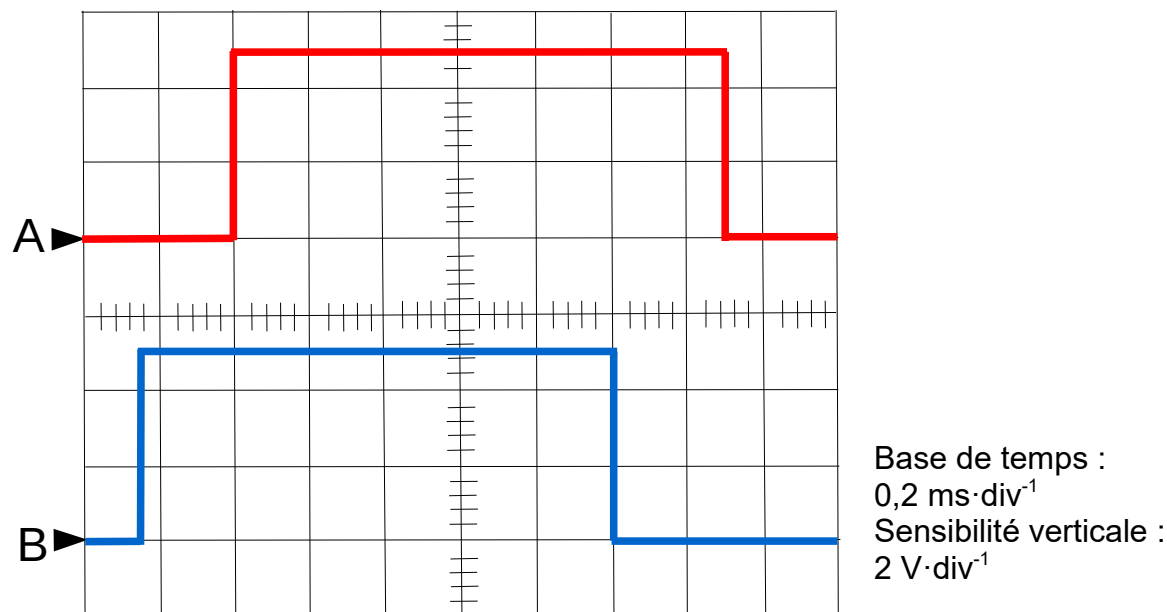 A
B
Base de temps :
0,2 ms·div⁻¹
Sensibilité verticale :
2 V·div⁻¹